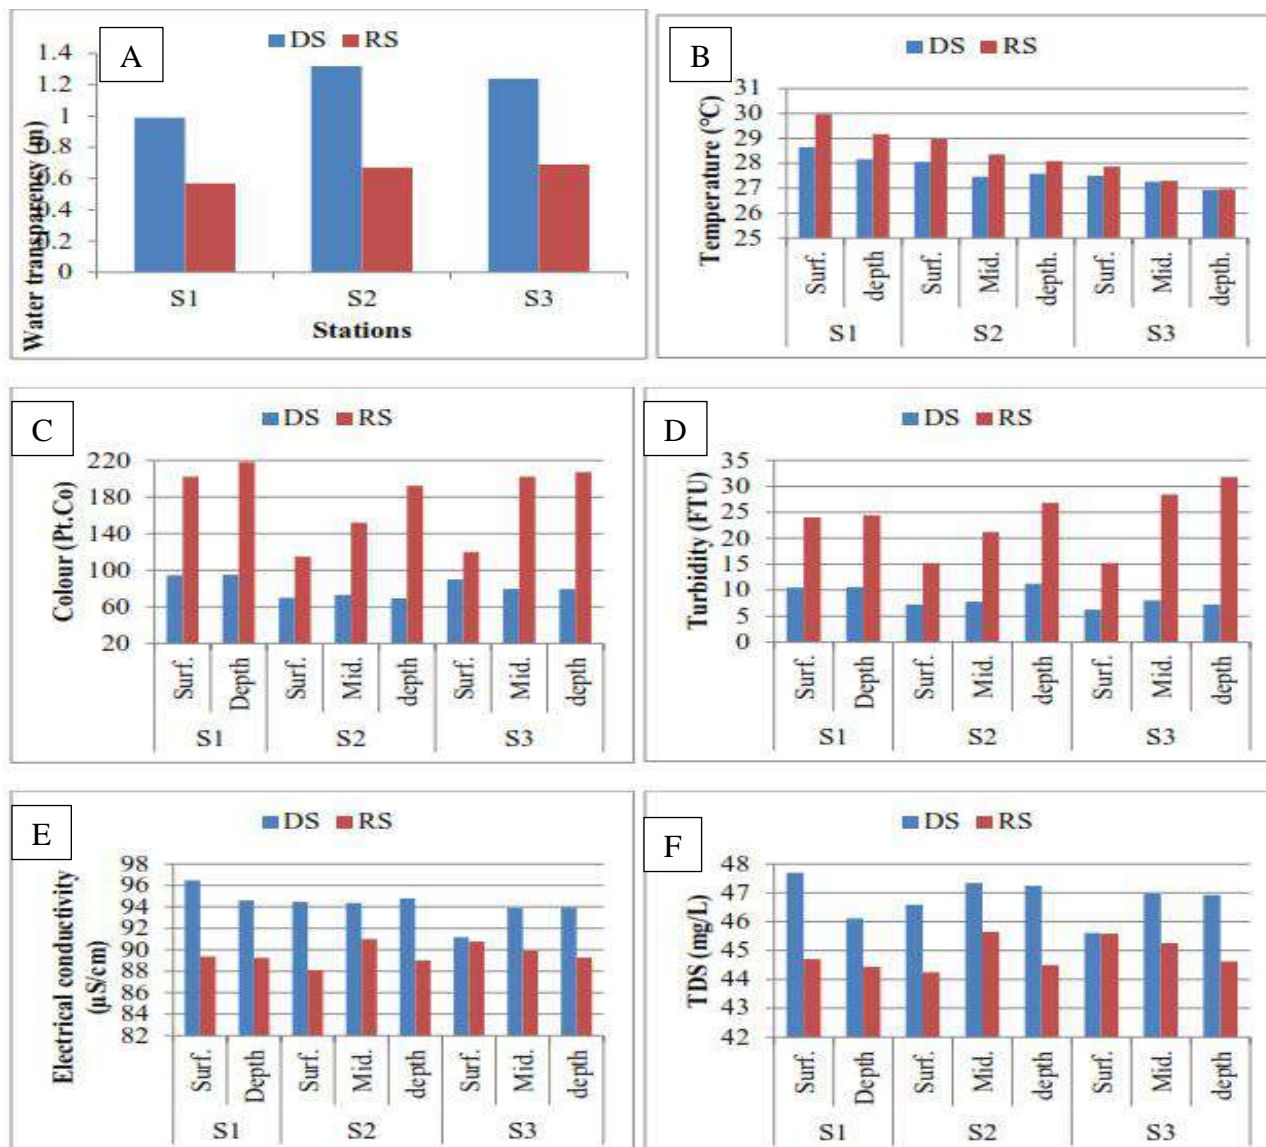 A
DS RS
Water transparency (m)
1.4
1.2
1
0.8
0.6
0.4
0.2
0
S1 S2 S3
Stations
B
DS RS
Temperature (°C)
31
30
29
28
27
26
25
Surf. depth Surf. Mid. depth. Surf. Mid. depth.
S1 S2 S3
C
DS RS
Colour (Pt.Co)
220
180
140
100
60
20
Surf. Depth Surf. Mid. depth Surf. Mid. depth
S1 S2 S3
D
DS RS
Turbidity (FTU)
35
30
25
20
15
10
5
0
Surf. Depth Surf. Mid. depth Surf. Mid. depth
S1 S2 S3
E
DS RS
Electrical conductivity
(µS/cm)
98
96
94
92
90
88
86
84
82
Surf. Depth Surf. Mid. depth Surf. Mid. depth
S1 S2 S3
F
DS RS
TDS (mg/L)
48
47
46
45
44
43
42
Surf. Depth Surf. Mid. depth Surf. Mid. depth
S1 S2 S3